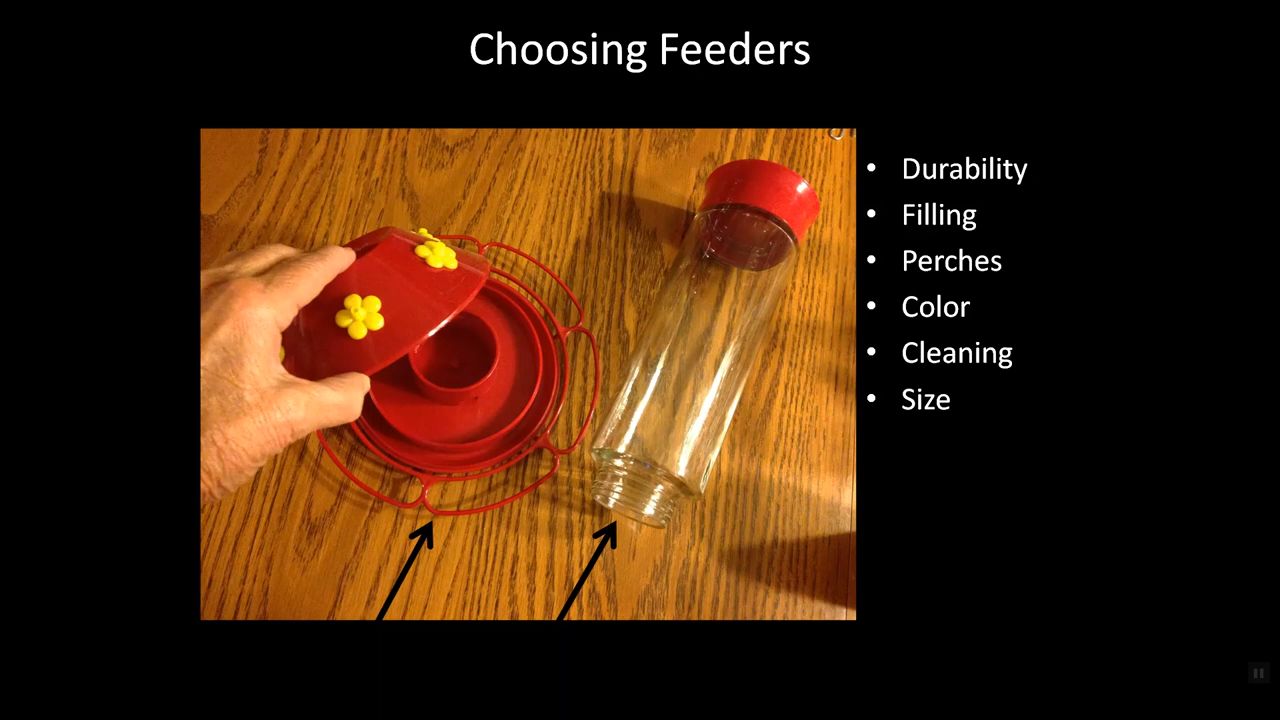 Choosing Feeders
• Durability
• Filling
• Perches
• Color
• Cleaning
• Size